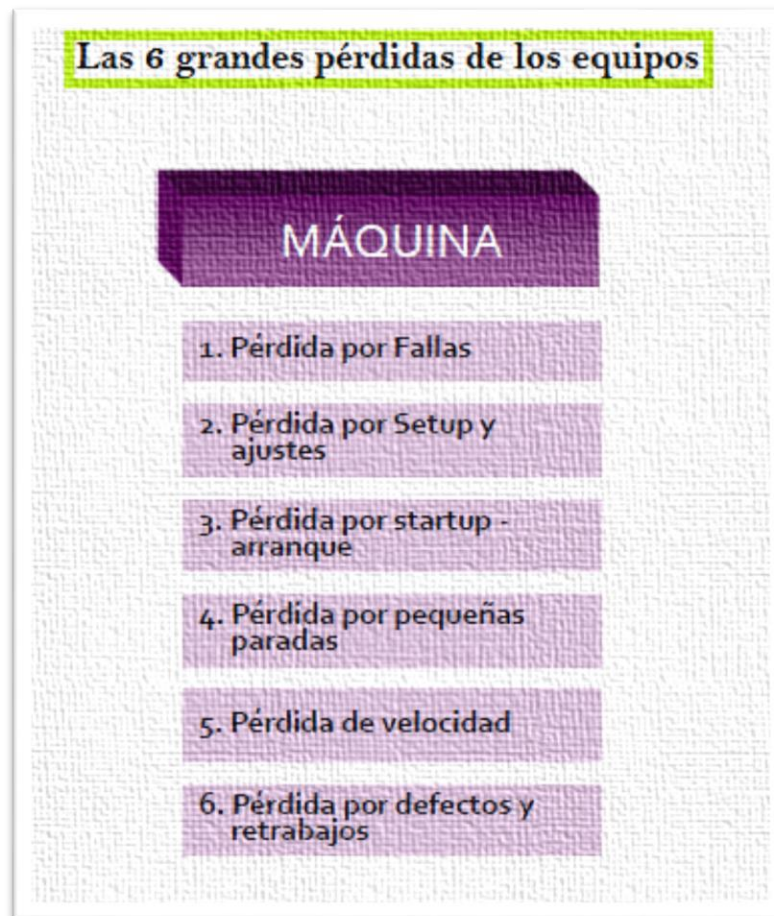 Las 6 grandes pérdidas de los equipos
MÁQUINA
1. Pérdida por Fallas
2. Pérdida por Setup y
ajustes
3. Pérdida por startup -
arranque
4. Pérdida por pequeñas
paradas
5. Pérdida de velocidad
6. Pérdida por defectos y
retrabajos